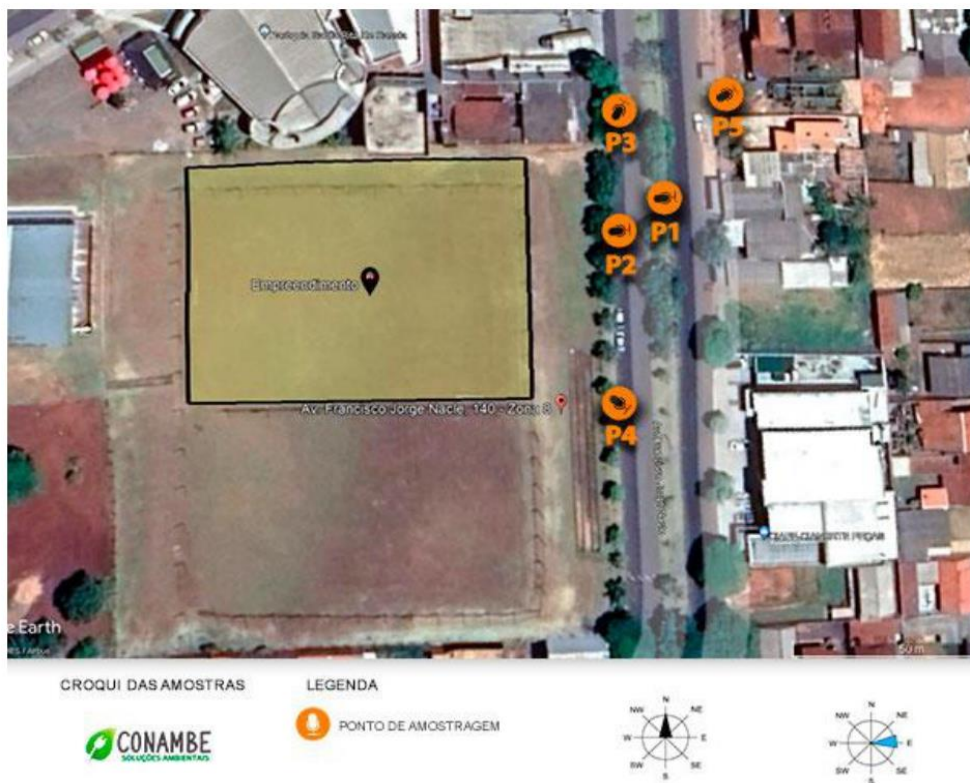 P3
P5
P1
P2
Empreendimento
Av. Francisco Jorge Nacle, 140 - Zona 8
P4
e Earth
50 m
CROQUI DAS AMOSTRAS
LEGENDA
PONTO DE AMOSTRAGEM
CONAMBE
SOLUÇÕES AMBIENTAIS
N
NW NE
W E
SW SE
S
N
NW NE
W E
SW SE
S